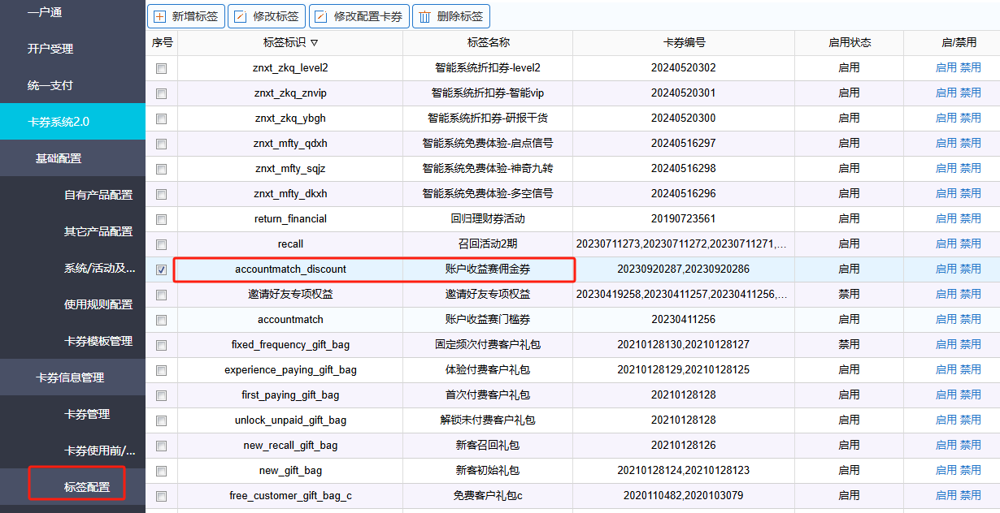 一户通
开户受理
统一支付
卡券系统2.0
基础配置
自有产品配置
其它产品配置
系统/活动及...
使用规则配置
卡券模板管理
卡券信息管理
卡券管理
卡券使用前/...
标签配置
新增标签 修改标签 修改配置卡券 删除标签
序号 标签标识 ▽ 标签名称 卡券编号 启用状态 启/禁用
znxt_zkq_level2 智能系统折扣券-level2 20240520302 启用 启用 禁用
znxt_zkq_znvip 智能系统折扣券-智能vip 20240520301 启用 启用 禁用
znxt_zkq_ybgh 智能系统折扣券-研报干货 20240520300 启用 启用 禁用
znxt_mfty_qdxh 智能系统免费体验-启点信号 20240516297 启用 启用 禁用
znxt_mfty_sqjz 智能系统免费体验-神奇九转 20240516298 启用 启用 禁用
znxt_mfty_dkxh 智能系统免费体验-多空信号 20240516296 启用 启用 禁用
return_financial 回归理财券活动 20190723561 启用 启用 禁用
recall 召回活动2期 20230711273,20230711272,20230711271,... 启用 启用 禁用
accountmatch_discount 账户收益赛佣金券 20230920287,20230920286 启用 启用 禁用
邀请好友专项权益 邀请好友专项权益 20230419258,20230411257,20230411256,... 禁用 启用 禁用
accountmatch 账户收益赛门槛券 20230411256 启用 启用 禁用
fixed_frequency_gift_bag 固定频次付费客户礼包 20210128130,20210128127 禁用 启用 禁用
experience_paying_gift_bag 体验付费客户礼包 20210128129,20210128125 启用 启用 禁用
first_paying_gift_bag 首次付费客户礼包 20210128128 启用 启用 禁用
unlock_unpaid_gift_bag 解锁未付费客户礼包 20210128128 启用 启用 禁用
new_recall_gift_bag 新客召回礼包 20210128126 启用 启用 禁用
new_gift_bag 新客初始礼包 20210128124,20210128123 启用 启用 禁用
free_customer_gift_bag_c 免费客户礼包c 2020110482,2020103079 启用 启用 禁用